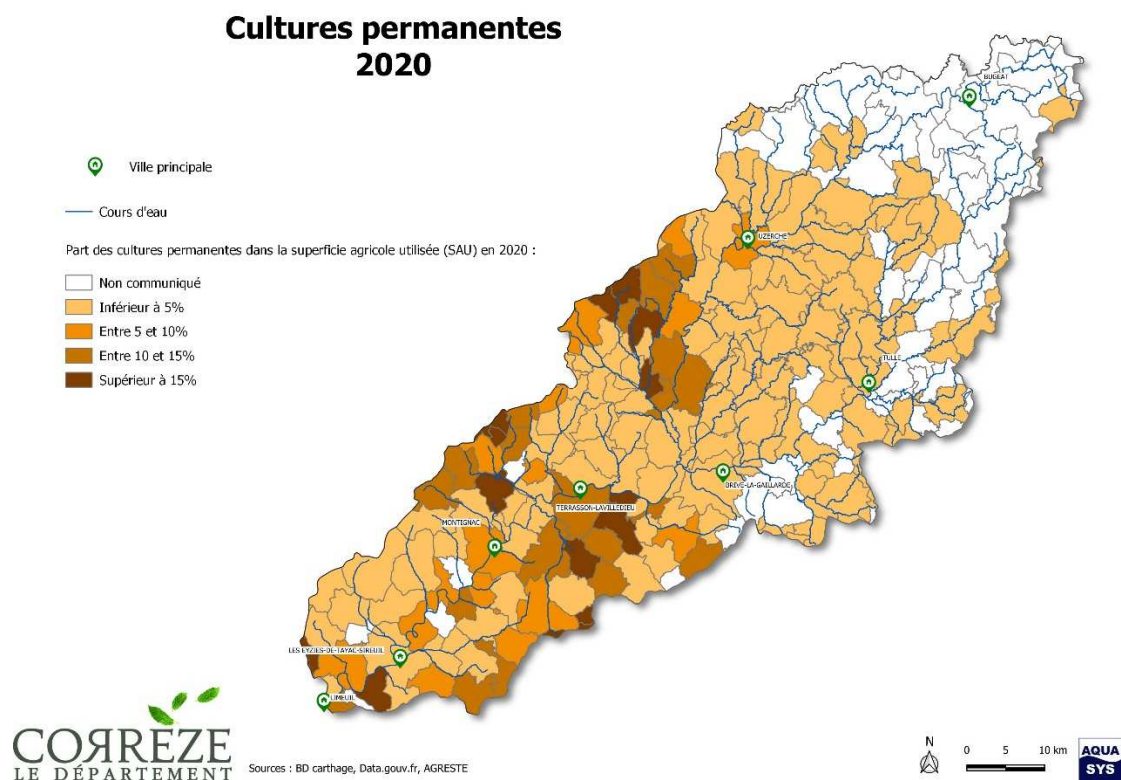 Cultures permanentes
2020
Ville principale
Cours d'eau
Part des cultures permanentes dans la superficie agricole utilisée (SAU) en 2020 :
Non communiqué
Inférieur à 5%
Entre 5 et 10%
Entre 10 et 15%
Supérieur à 15%
BUGEAT
UZERCHE
TULLE
BRIVE-LA-GAILLARDE
TERRASSON-LAVILLEDIEU
MONTIGNAC
LES EYZIES-DE-TAYAC-SIREUIL
LIMEUIL
CORRÈZE
LE DÉPARTEMENT
Sources : BD carthage, Data.gouv.fr, AGRESTE
N
0 5 10 km
AQUA
SYS